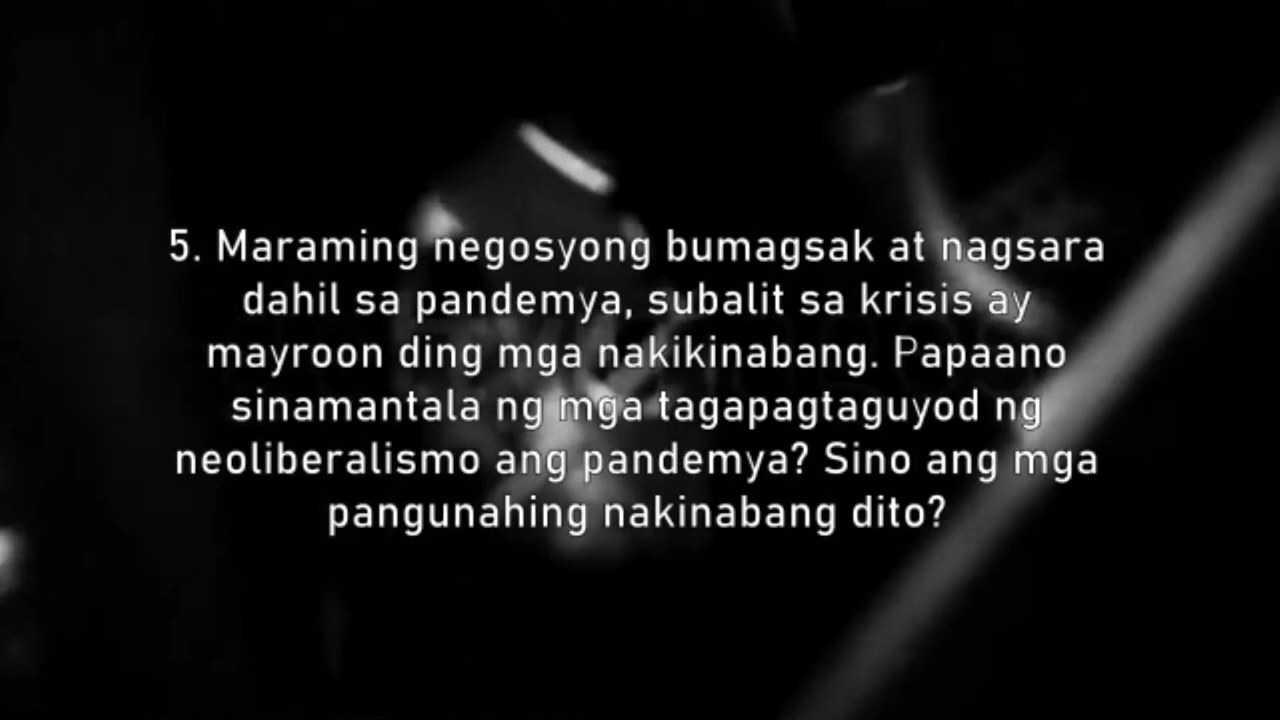 5. Maraming negosyong bumagsak at nagsara
dahil sa pandemya, subalit sa krisis ay
mayroon ding mga nakikinabang. Papaano
sinamantala ng mga tagapagtaguyod ng
neoliberalismo ang pandemya? Sino ang mga
pangunahing nakinabang dito?